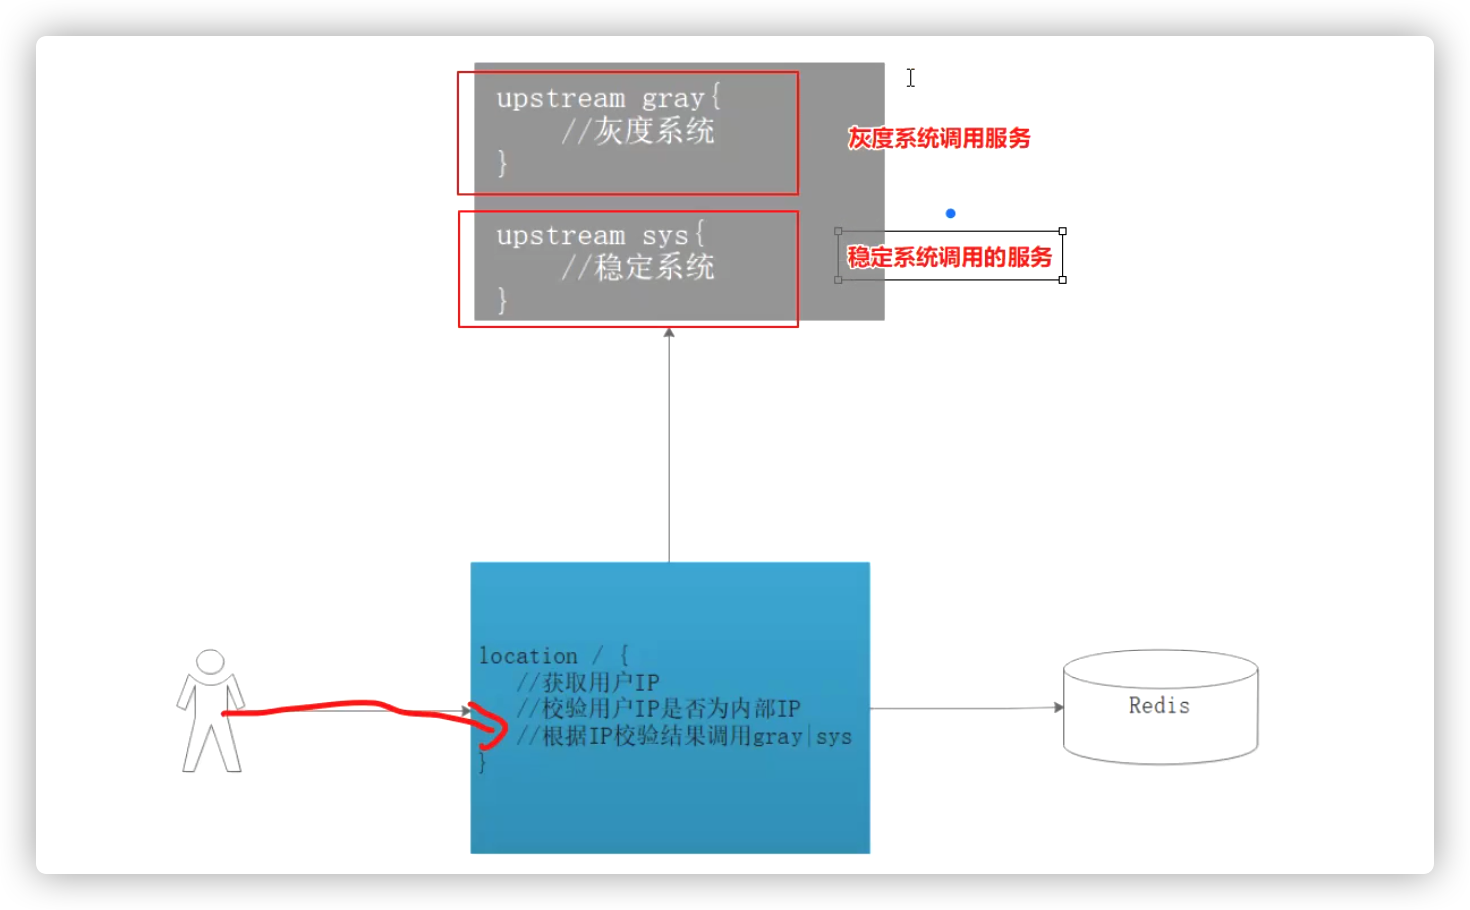 upstream gray{
//灰度系统
}
灰度系统调用服务
upstream sys{
//稳定系统
}
稳定系统调用的服务
location / {
//获取用户IP
//校验用户IP是否为内部IP
//根据IP校验结果调用gray|sys
}
Redis